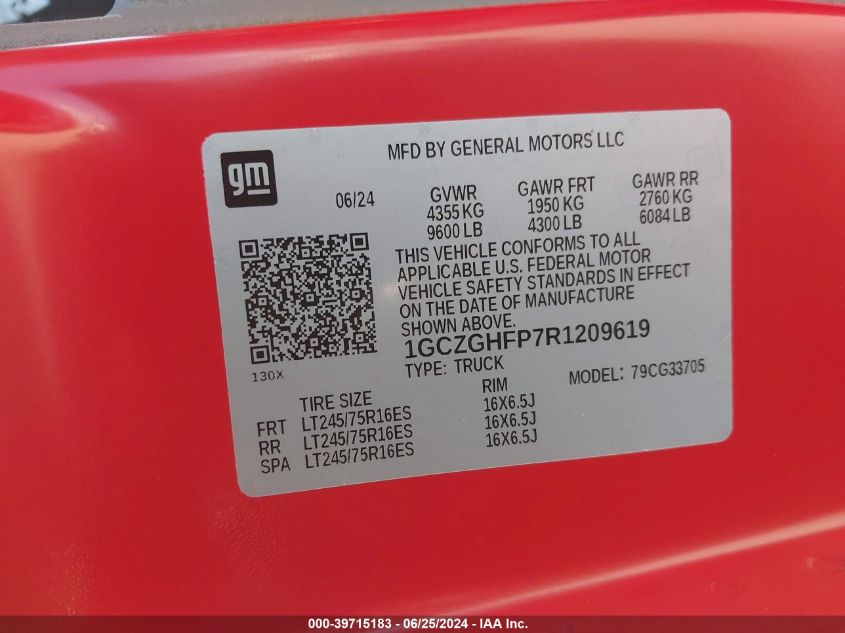 gm
MFD BY GENERAL MOTORS LLC
06/24
GVWR GAWR FRT GAWR RR
4355 KG 1950 KG 2760 KG
9600 LB 4300 LB 6084 LB
THIS VEHICLE CONFORMS TO ALL
APPLICABLE U.S. FEDERAL MOTOR
VEHICLE SAFETY STANDARDS IN EFFECT
ON THE DATE OF MANUFACTURE
SHOWN ABOVE.
1GCZGHFP7R1209619
130X
TYPE: TRUCK MODEL: 79CG33705
TIRE SIZE RIM
FRT LT245/75R16ES 16X6.5J
RR LT245/75R16ES 16X6.5J
SPA LT245/75R16ES 16X6.5J
000-39715183 - 06/25/2024 - IAA Inc.